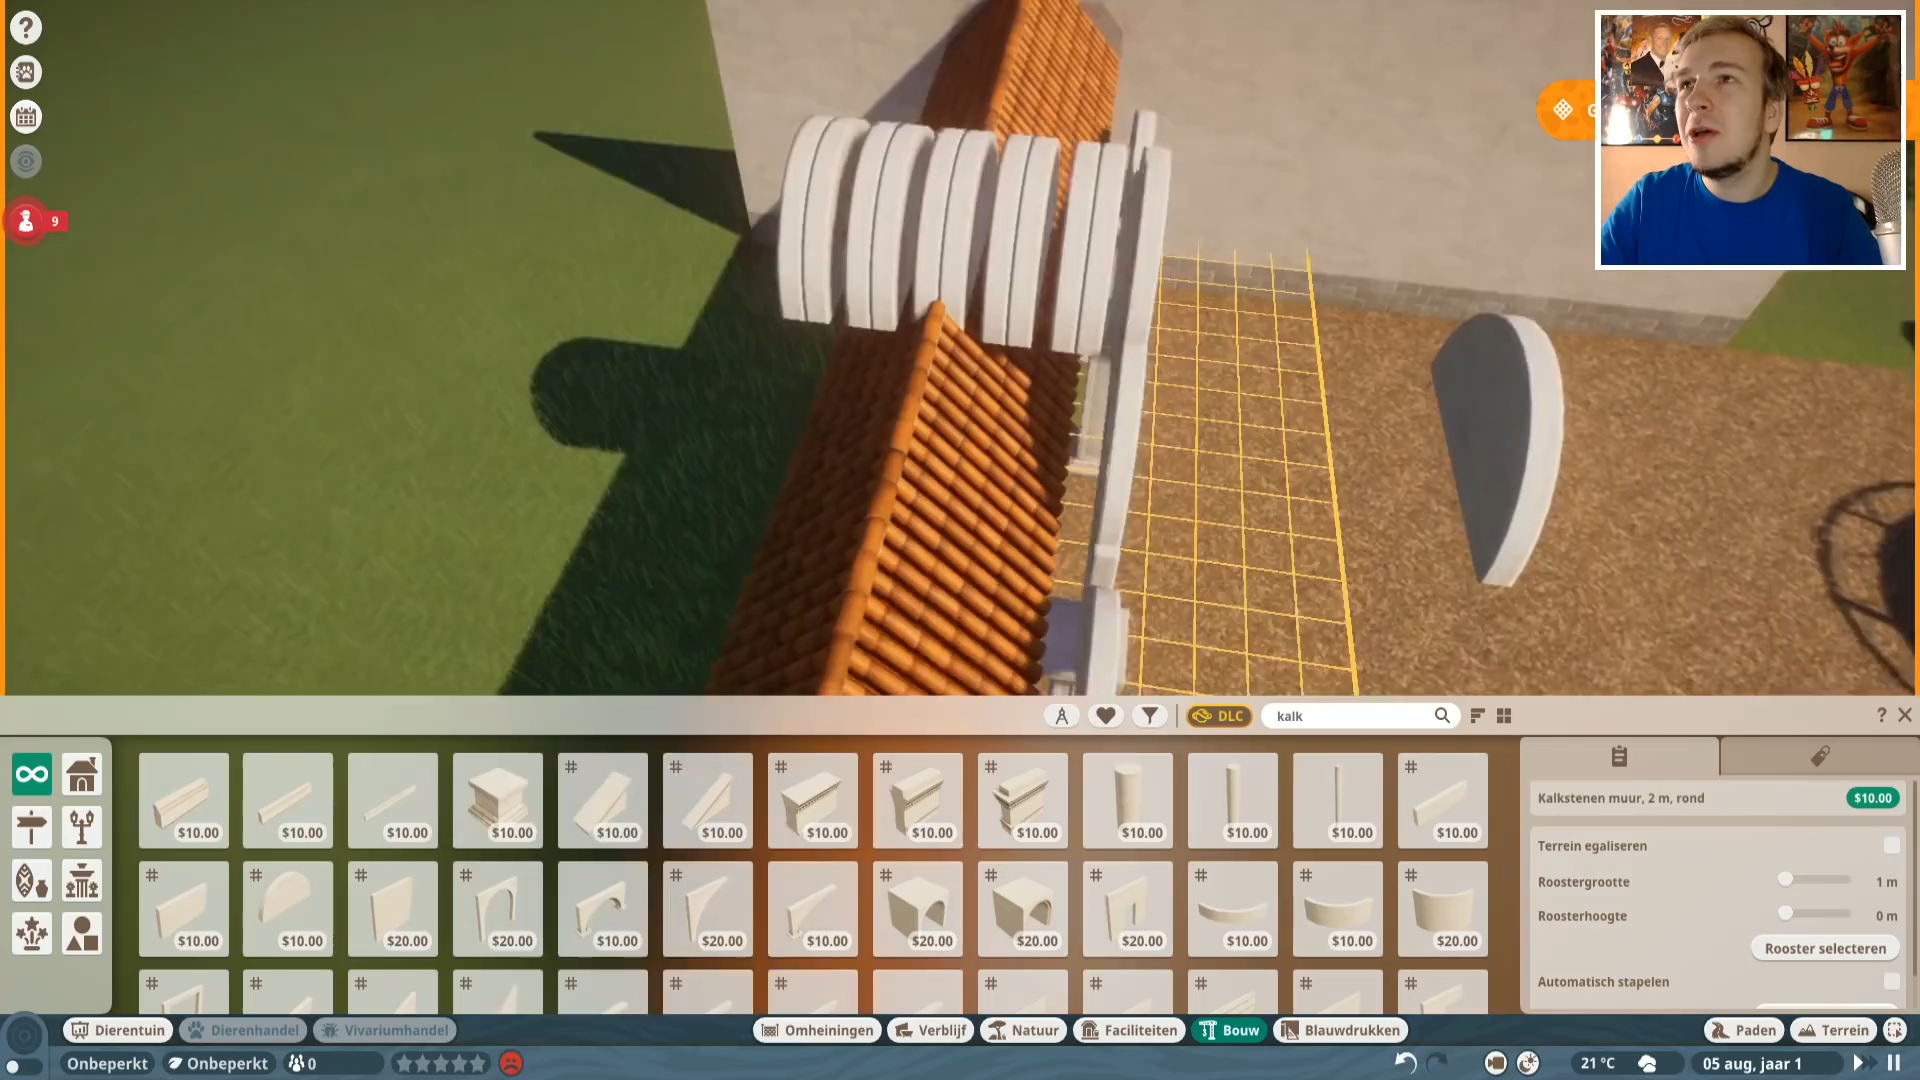 ?
9
G
DLC
kalk
?
$10.00 $10.00 $10.00 $10.00 $10.00 $10.00 $10.00 $10.00 $10.00 $10.00 $10.00 $10.00 $10.00
$10.00 $10.00 $20.00 $20.00 $10.00 $20.00 $10.00 $20.00 $20.00 $20.00 $10.00 $10.00 $20.00
Kalkstenen muur, 2 m, rond $10.00
Terrein egaliseren
Roostergrootte 1 m
Roosterhoogte 0 m
Rooster selecteren
Automatisch stapelen
Dierentuin Dierenhandel Vivariumhandel Omheiningen Verblijf Natuur Faciliteiten Bouw Blauwdrukken Paden Terrein
Onbeperkt Onbeperkt 0 21 °C 05 aug, jaar 1